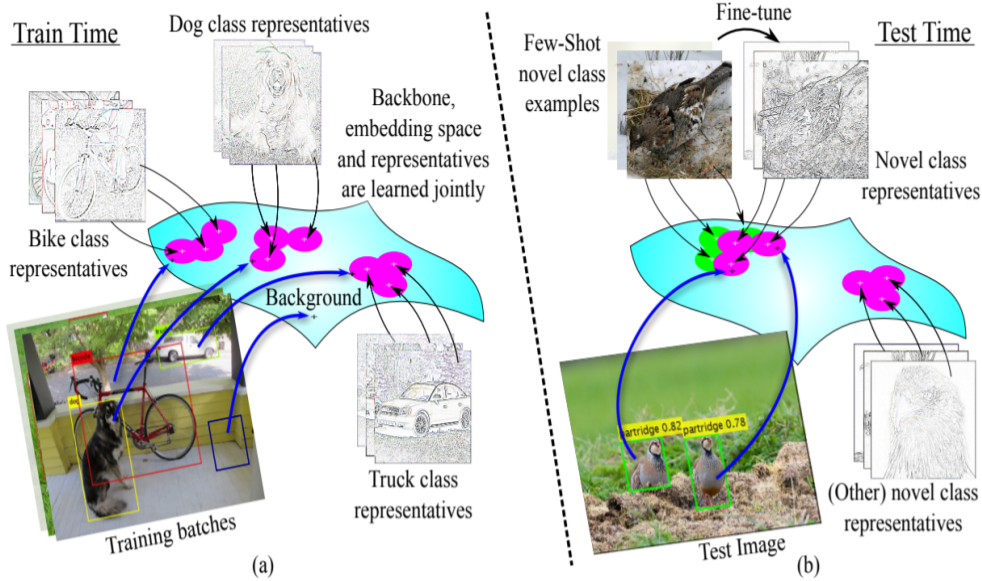 Train Time
Dog class representatives
Backbone,
embedding space
and representatives
are learned jointly
Bike class
representatives
Background
dog
Truck class
representatives
Training batches
(a)
Fine-tune
Test Time
Few-Shot
novel class
examples
Novel class
representatives
partridge 0.82
partridge 0.78
(Other) novel class
representatives
Test Image
(b)